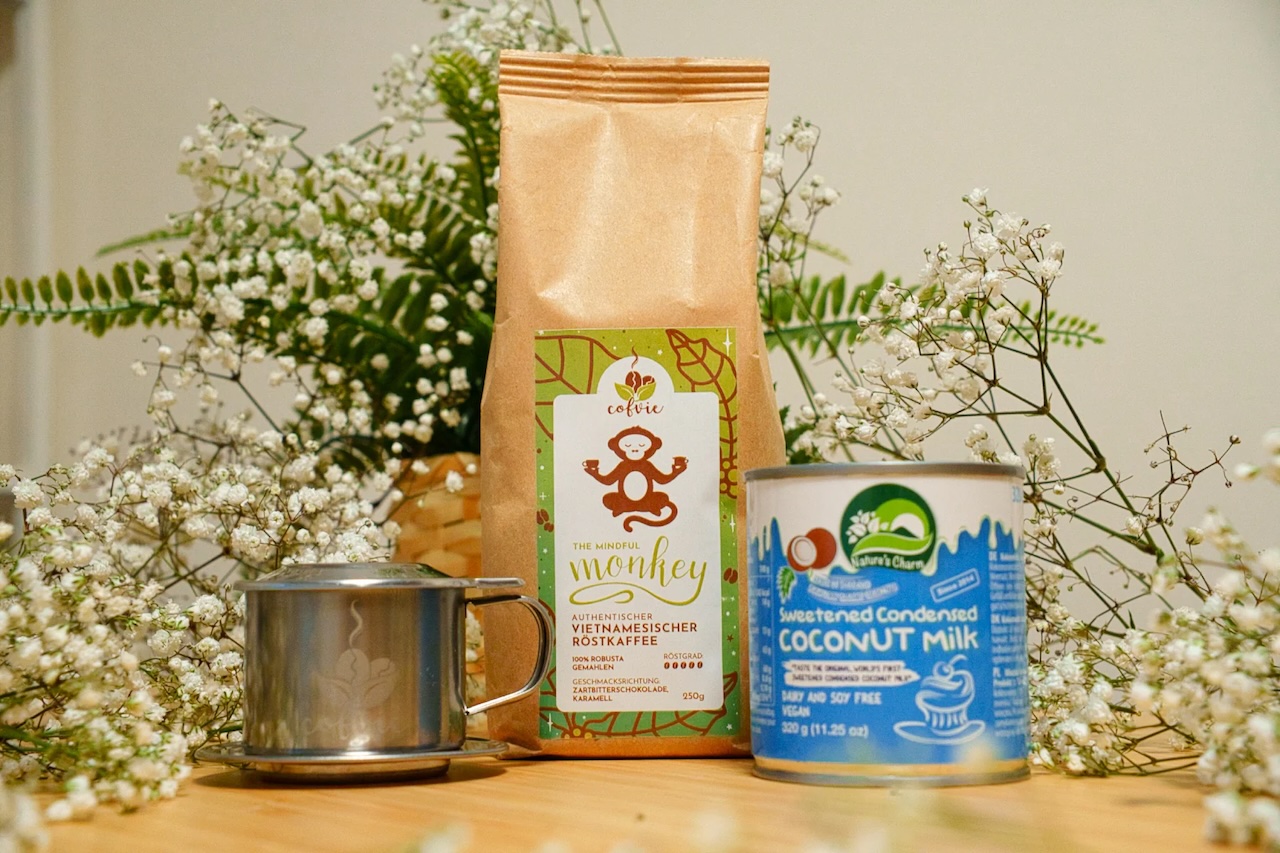 cofvie
THE MINDFUL
monkey
AUTHENTISCHER
VIETNAMESISCHER
RÖSTKAFFEE
100% ROBUSTA
GEMAHLEN
RÖSTGRAD:
GESCHMACKSRICHTUNG:
ZARTBITTERSCHOKOLADE,
KARAMELL
250g
Nature's Charm
Since 2014
Sweetened Condensed
COCONUT Milk
"TASTE THE ORIGINAL WORLD'S FIRST
SWEETENED CONDENSED COCONUT MILK"
DAIRY AND SOY FREE
VEGAN
320 g (11.25 oz)